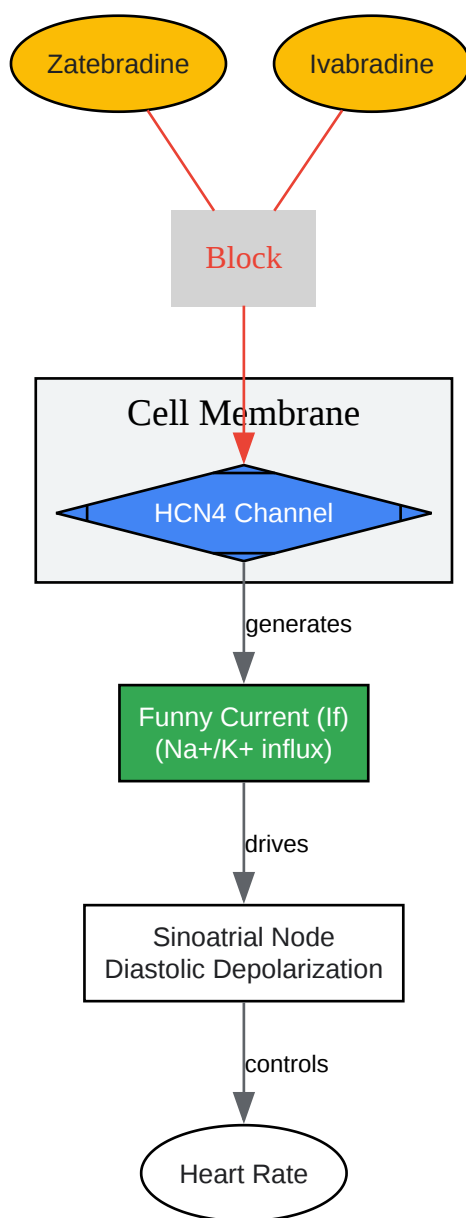 Zatebradine
Ivabradine
Block
Cell Membrane
HCN4 Channel
generates
Funny Current (If)
(Na+/K+ influx)
drives
Sinoatrial Node
Diastolic Depolarization
controls
Heart Rate